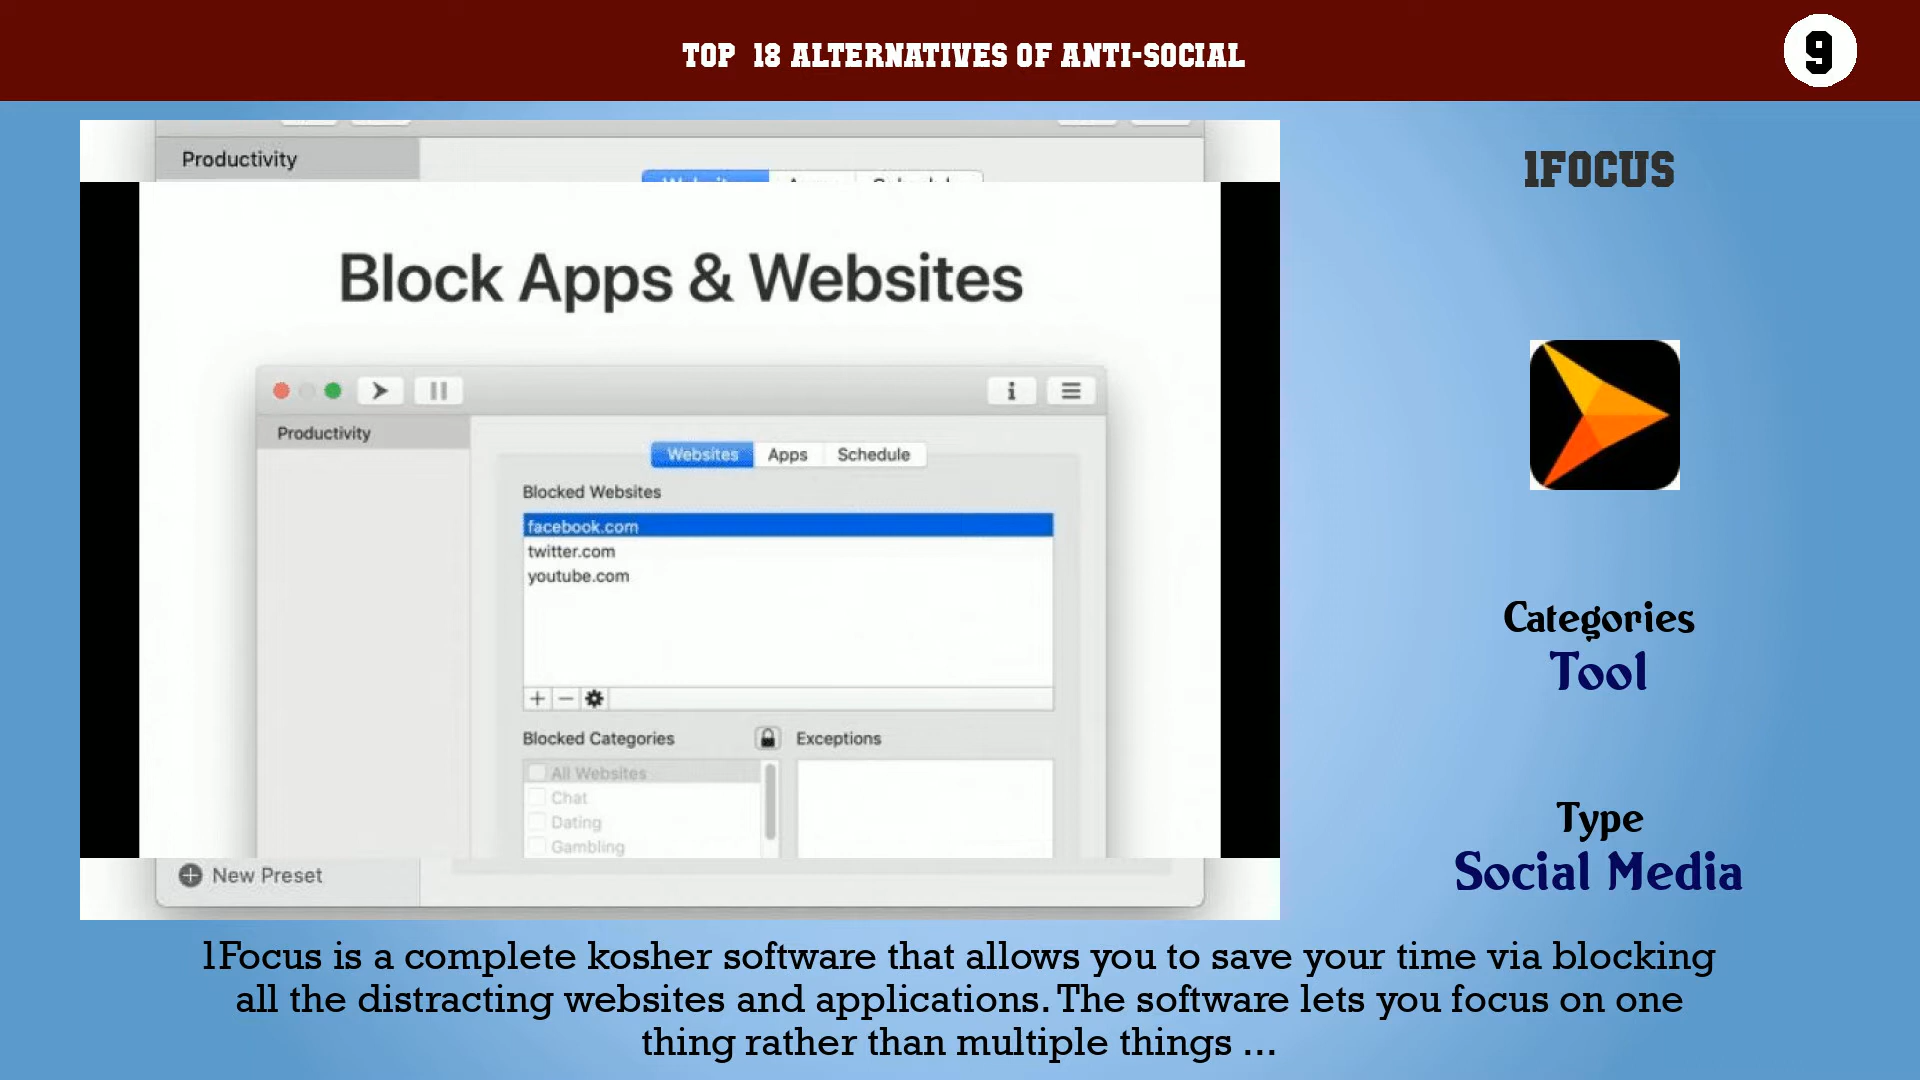 TOP 18 ALTERNATIVES OF ANTI-SOCIAL
9
Productivity
1FOCUS
Block Apps & Websites
Productivity
Websites Apps Schedule
Blocked Websites
facebook.com
twitter.com
youtube.com
Blocked Categories
Exceptions
All Websites
Chat
Dating
Gambling
New Preset
Categories
Tool
Type
Social Media
1Focus is a complete kosher software that allows you to save your time via blocking
all the distracting websites and applications. The software lets you focus on one
thing rather than multiple things ...